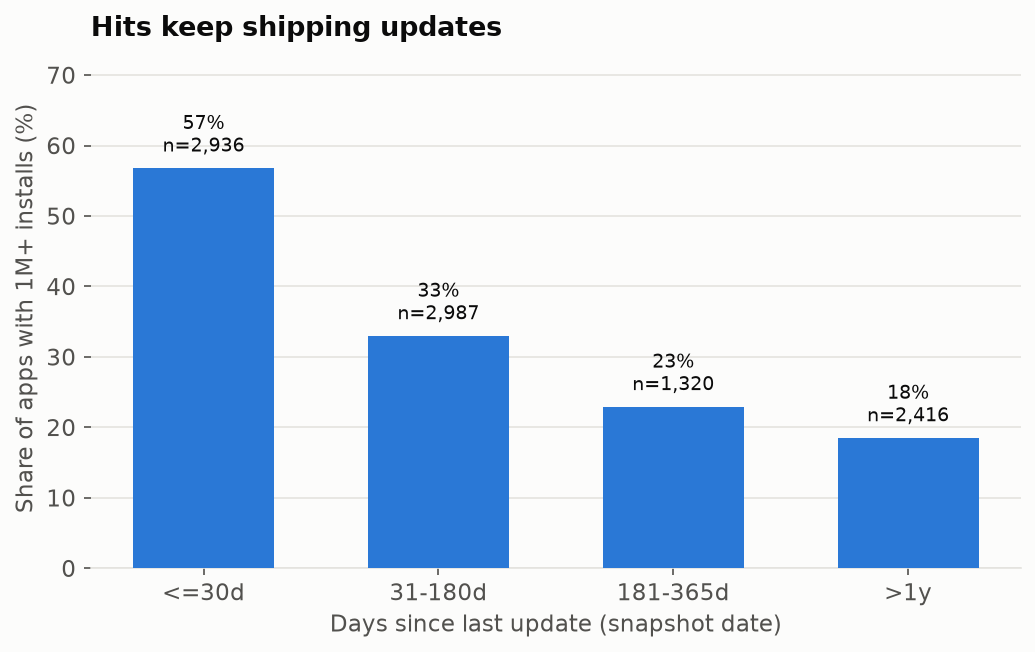 Hits keep shipping updates
Share of apps with 1M+ installs (%)
70
60
50
40
30
20
10
0
57%
n=2,936
33%
n=2,987
23%
n=1,320
18%
n=2,416
<=30d
31-180d
181-365d
>1y
Days since last update (snapshot date)